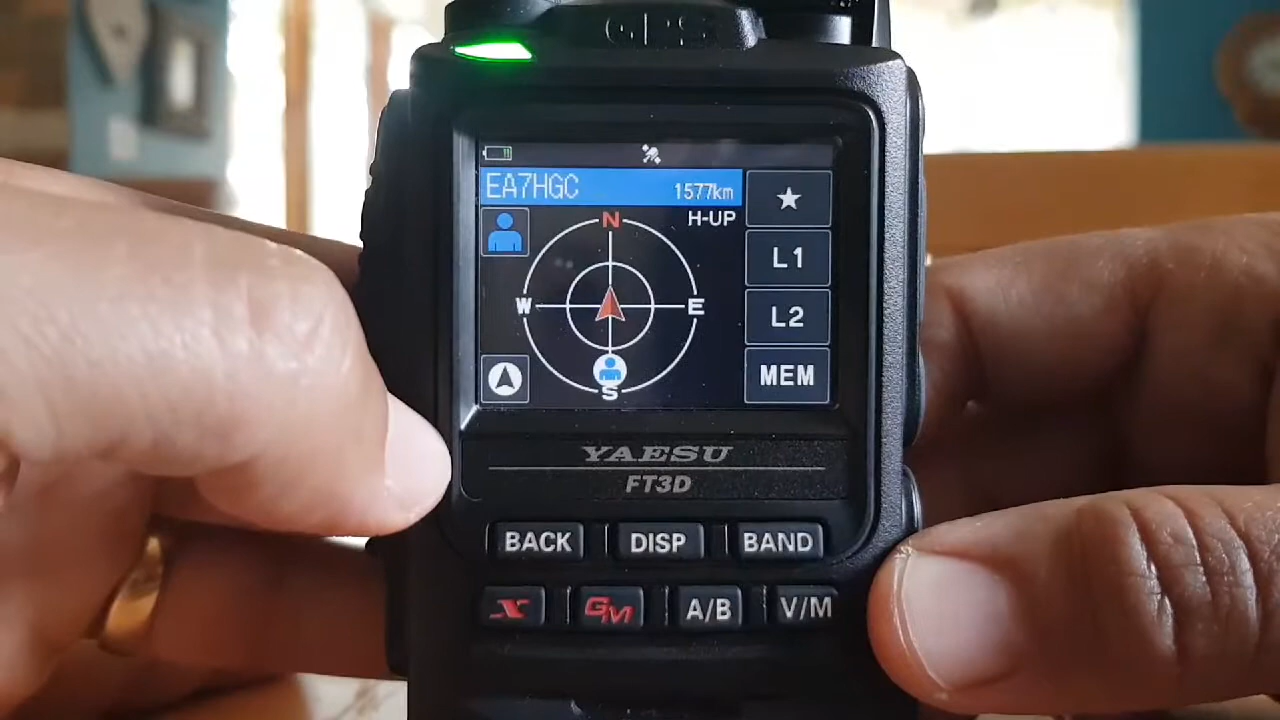 GPS
EA7HGC 1577km
H-UP
N
W E
S
★
L1
L2
MEM
YAESU
FT3D
BACK DISP BAND
X GM A/B V/M